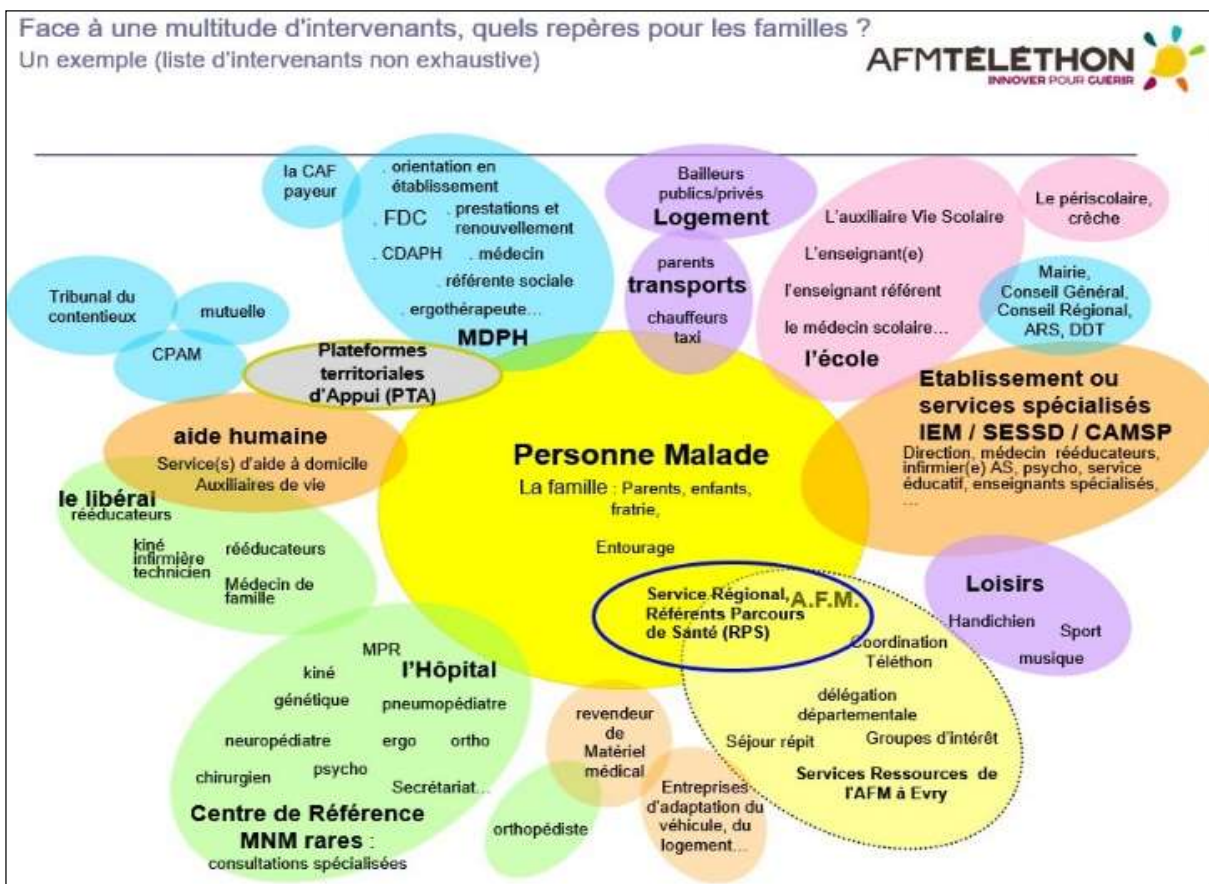 Face à une multitude d'intervenants, quels repères pour les familles ?
Un exemple (liste d'intervenants non exhaustive)
AFMTÉLÉTHON
INNOVER POUR GUÉRIR
la CAF
payeur
. orientation en
établissement
. FDC
. prestations et
renouvellement
. CDAPH
. médecin
. référente sociale
. ergothérapeute...
MDPH
Bailleurs
publics/privés
Logement
parents
transports
chauffeurs
taxi
L'auxiliaire Vie Scolaire
L'enseignant(e)
l'enseignant référent
le médecin scolaire...
l'école
Le périscolaire,
crèche
Mairie,
Conseil Général,
Conseil Régional,
ARS, DDT
Tribunal du
contentieux
mutuelle
CPAM
Plateformes
territoriales
d'Appui (PTA)
Etablissement ou
services spécialisés
IEM / SESSD / CAMSP
Direction, médecin rééducateurs,
infirmier(e) AS, psycho, service
éducatif, enseignants spécialisés,
...
aide humaine
Service(s) d'aide à domicile
Auxiliaires de vie
Personne Malade
La famille : Parents, enfants,
fratrie,
Entourage
le libéral
rééducateurs
kiné
infirmière
technicien
rééducateurs
Médecin de
famille
Service Régional,
Référents Parcours
de Santé (RPS)
A.F.M.
Coordination
Téléthon
délégation
départementale
Séjour répit
Groupes d'intérêt
Services Ressources de
l'AFM à Evry
Loisirs
Handichien
Sport
musique
MPR
kiné
l'Hôpital
génétique
pneumopédiatre
neuropédiatre
ergo
ortho
chirurgien
psycho
Secrétariat...
Centre de Référence
MNM rares :
consultations spécialisées
revendeur
de
Matériel
médical
orthopédiste
Entreprises
d'adaptation du
véhicule, du
logement...